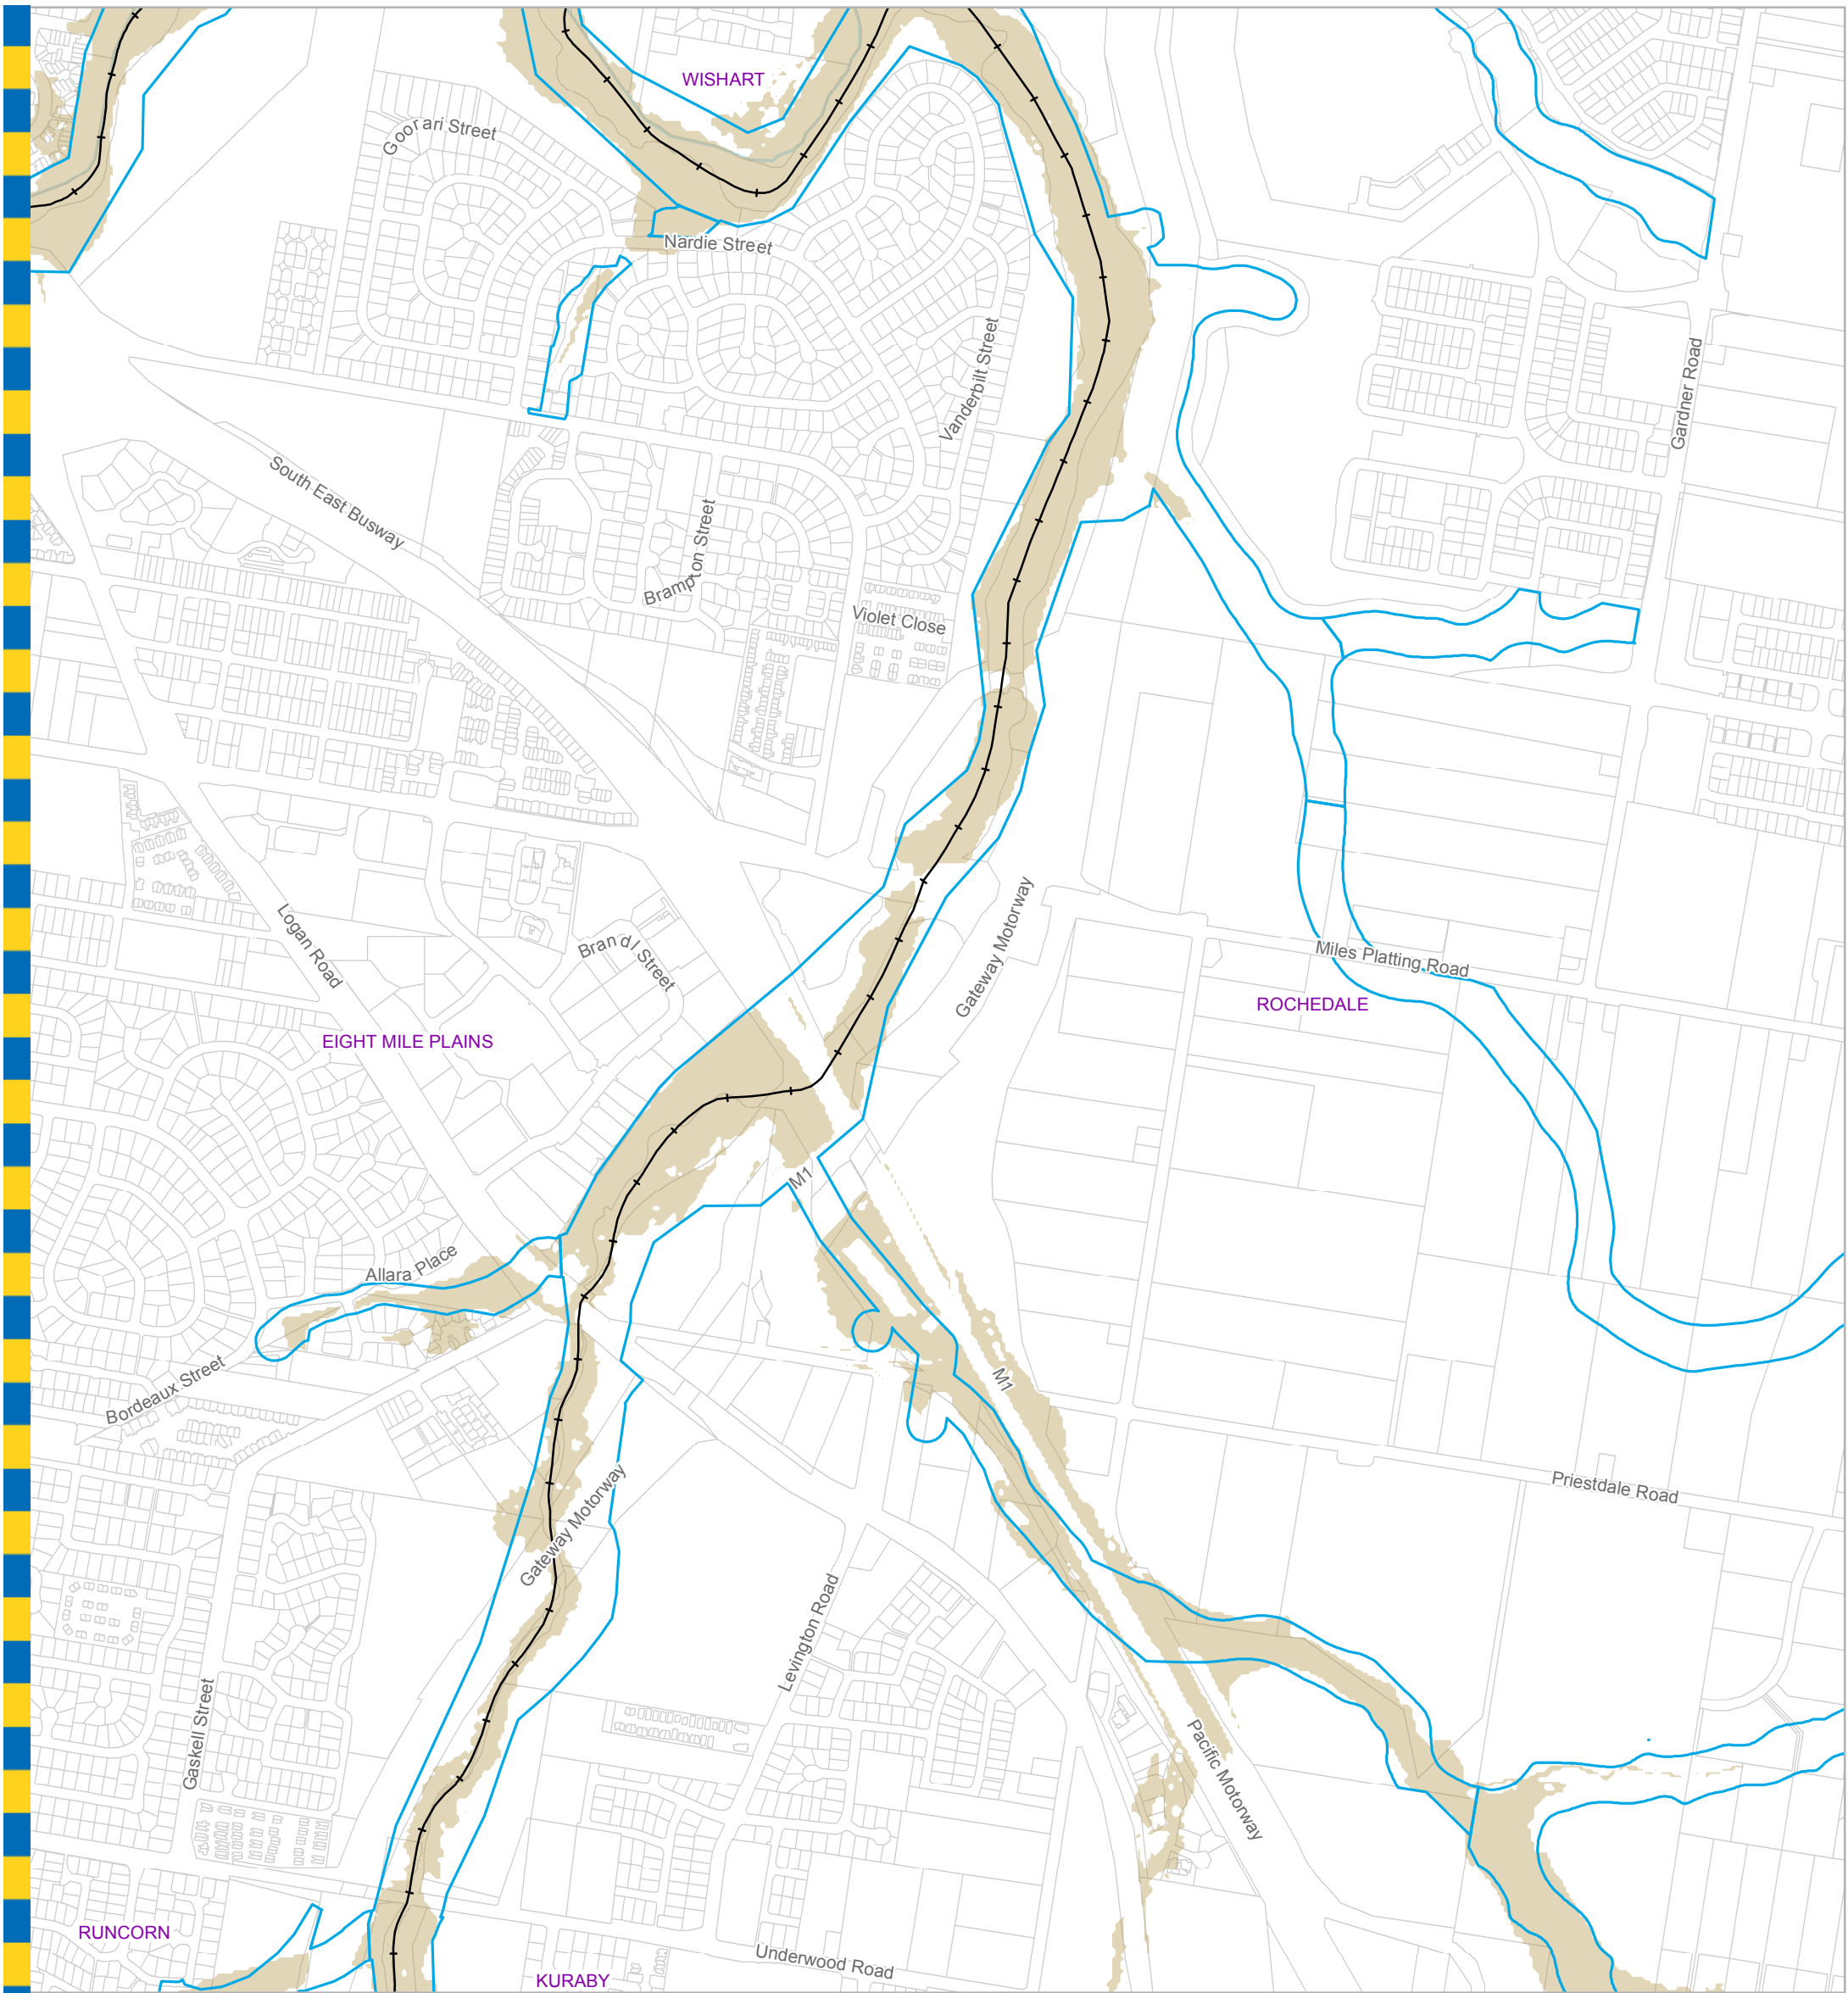 WISHART
Goorari Street
Nardie Street
Vanderbilt Street
Gardner Road
South East Busway
Brampton Street
Violet Close
Logan Road
Brandl Street
Gateway Motorway
Miles Platting Road
ROCHEDALE
EIGHT MILE PLAINS
M1
Allara Place
Bordeaux Street
M1
Gateway Motorway
Priestdale Road
Levington Road
Gaskell Street
Pacific Motorway
RUNCORN
Underwood Road
KURABY